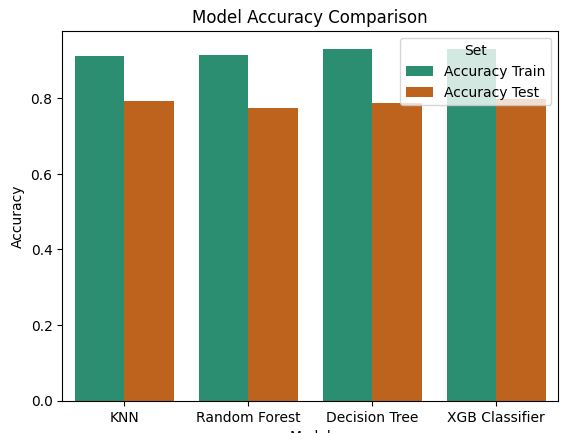 Model Accuracy Comparison
Set
Accuracy Train
Accuracy Test
Accuracy
0.8
0.6
0.4
0.2
0.0
KNN Random Forest Decision Tree XGB Classifier
Model